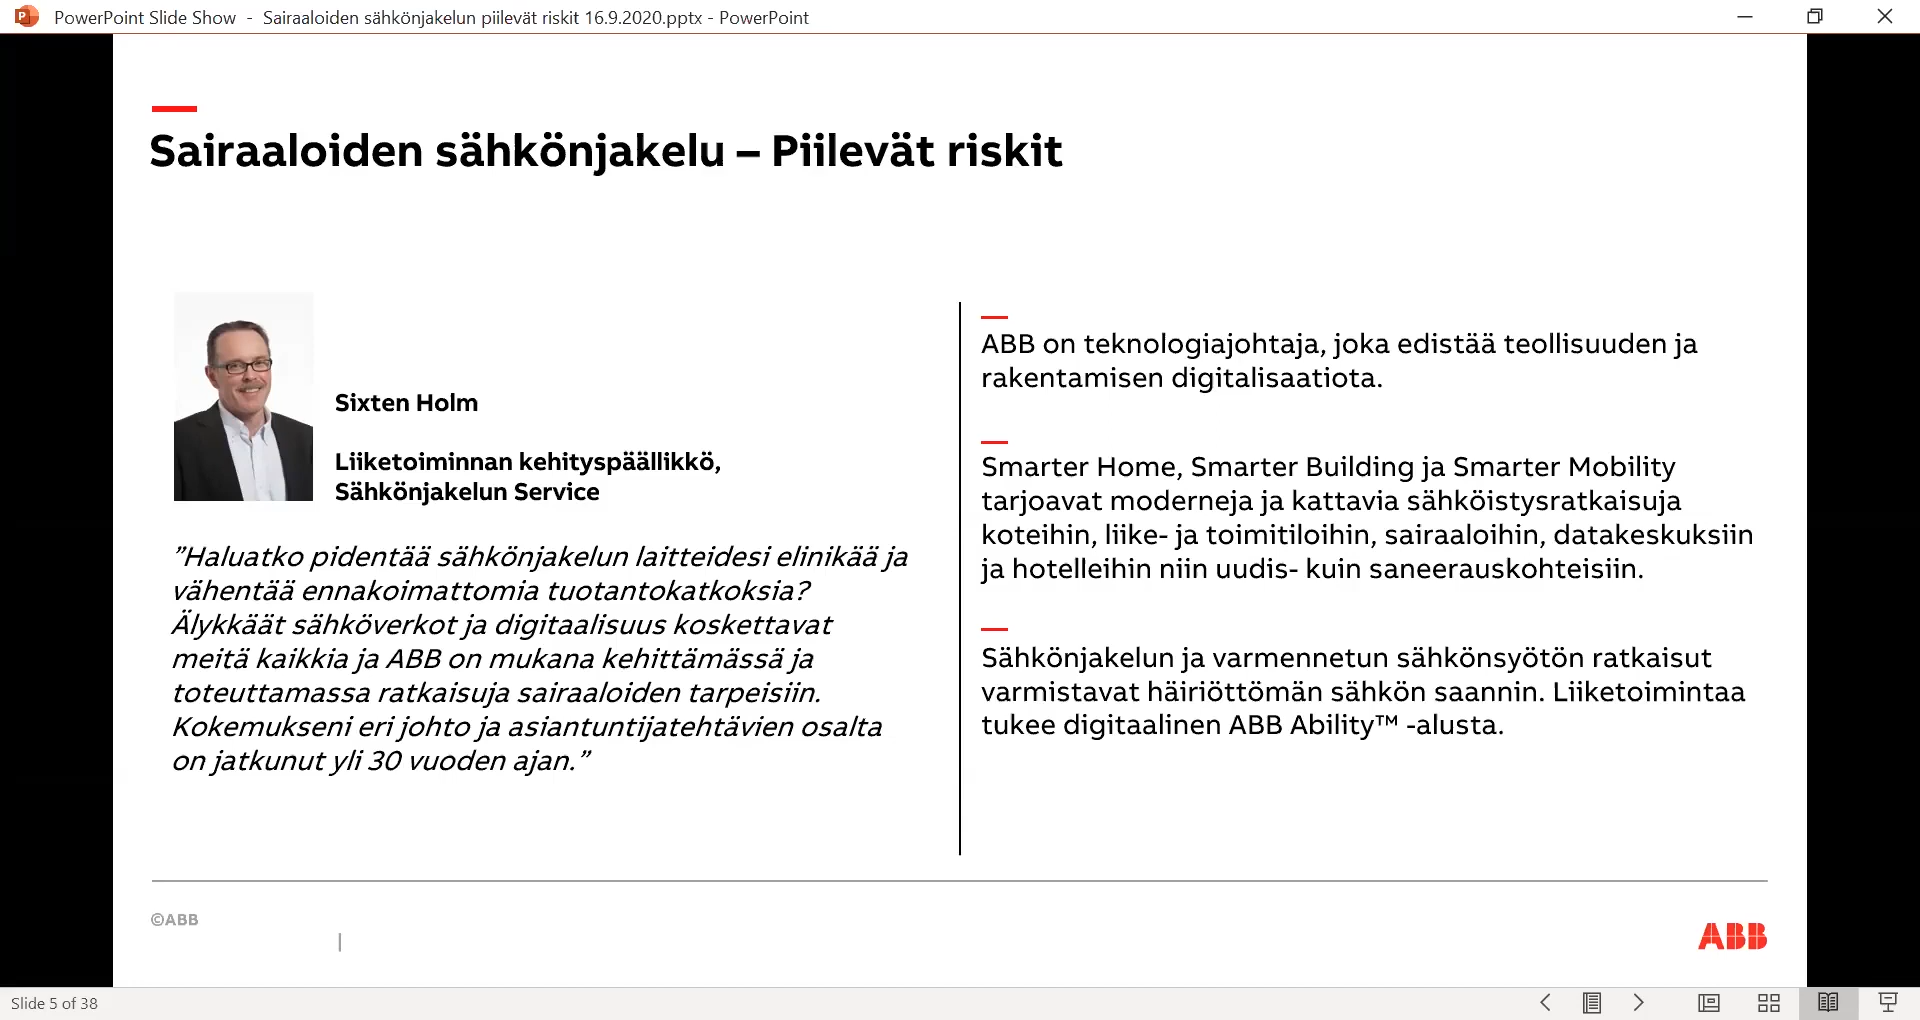 PowerPoint Slide Show - Sairaaloiden sähkönjakelun piilevät riskit 16.9.2020.pptx - PowerPoint
Sairaaloiden sähkönjakelu – Piilevät riskit
Sixten Holm
Liiketoiminnan kehityspäällikkö,
Sähkönjakelun Service
”Haluatko pidentää sähkönjakelun laitteidesi elinikää ja
vähentää ennakoimattomia tuotantokatkoksia?
Älykkäät sähköverkot ja digitaalisuus koskettavat
meitä kaikkia ja ABB on mukana kehittämässä ja
toteuttamassa ratkaisuja sairaaloiden tarpeisiin.
Kokemukseni eri johto ja asiantuntijatehtävien osalta
on jatkunut yli 30 vuoden ajan.”
ABB on teknologiajohtaja, joka edistää teollisuuden ja
rakentamisen digitalisaatiota.
Smarter Home, Smarter Building ja Smarter Mobility
tarjoavat moderneja ja kattavia sähköistysratkaisuja
koteihin, liike- ja toimitiloihin, sairaaloihin, datakeskuksiin
ja hotelleihin niin uudis- kuin saneerauskohteisiin.
Sähkönjakelun ja varmennetun sähkönsyötön ratkaisut
varmistavat häiriöttömän sähkön saannin. Liiketoimintaa
tukee digitaalinen ABB Ability™ -alusta.
©ABB
|
ABB
Slide 5 of 38